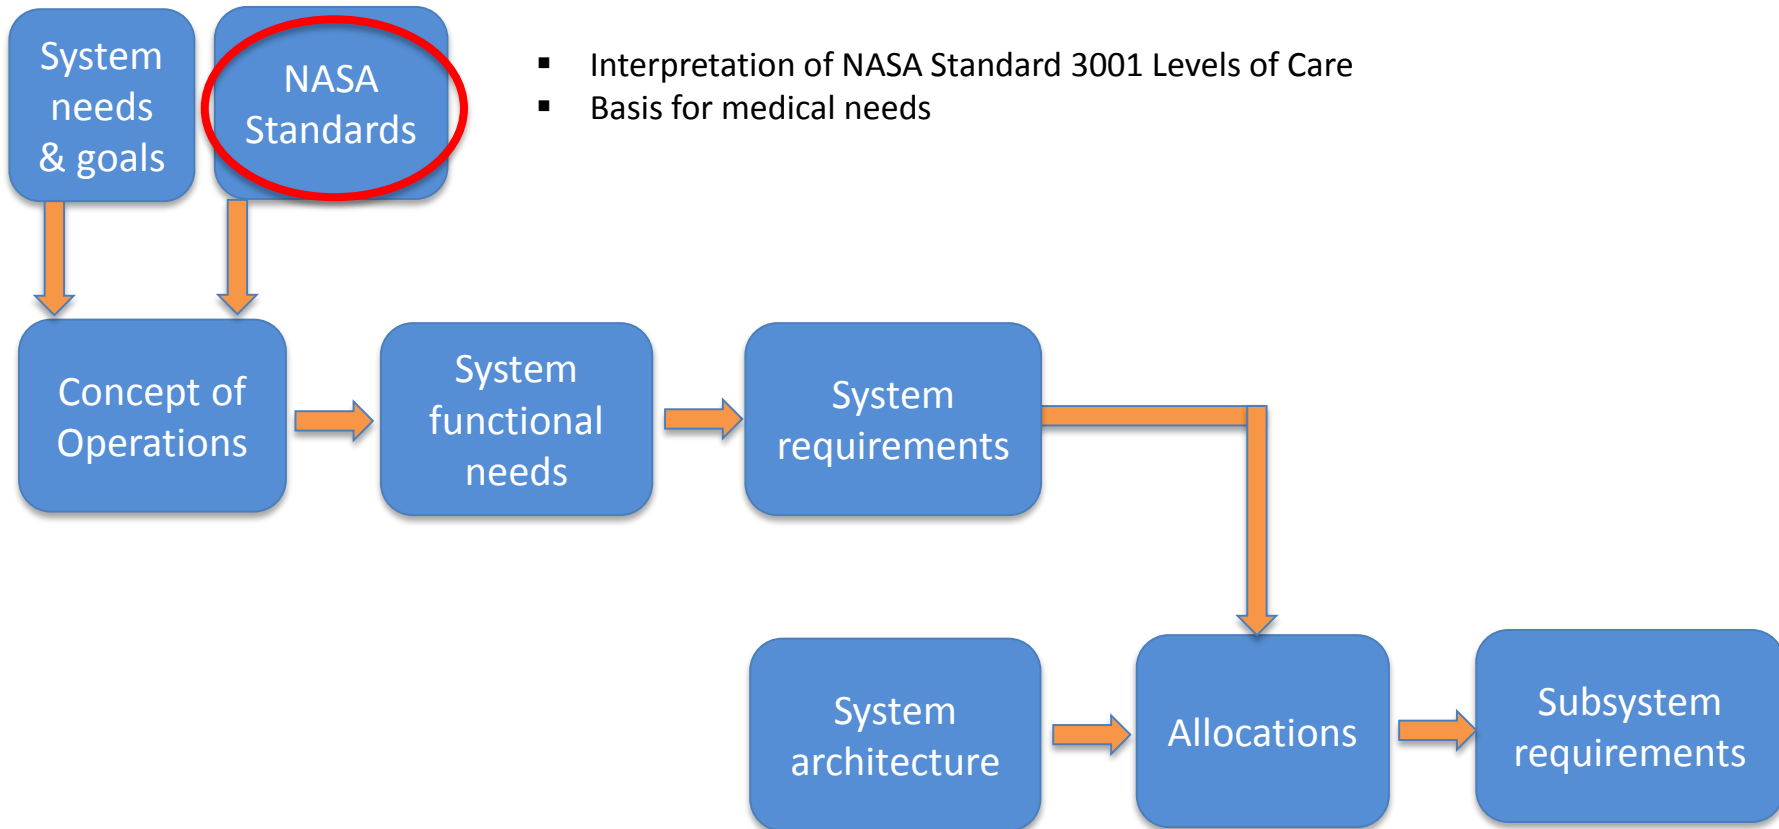 System
needs
& goals
NASA
Standards
▪ Interpretation of NASA Standard 3001 Levels of Care
▪ Basis for medical needs
Concept of
Operations
System
functional
needs
System
requirements
System
architecture
Allocations
Subsystem
requirements